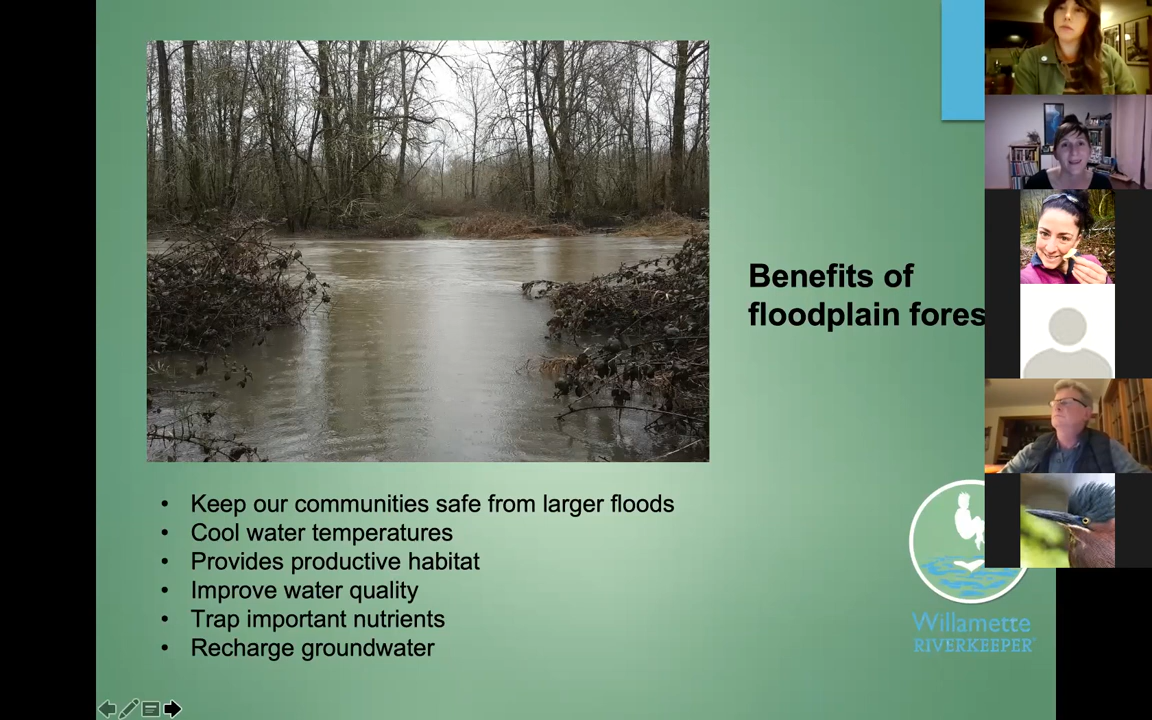 Benefits of
floodplain fores
• Keep our communities safe from larger floods
• Cool water temperatures
• Provides productive habitat
• Improve water quality
• Trap important nutrients
• Recharge groundwater
Willamette
RIVERKEEPER